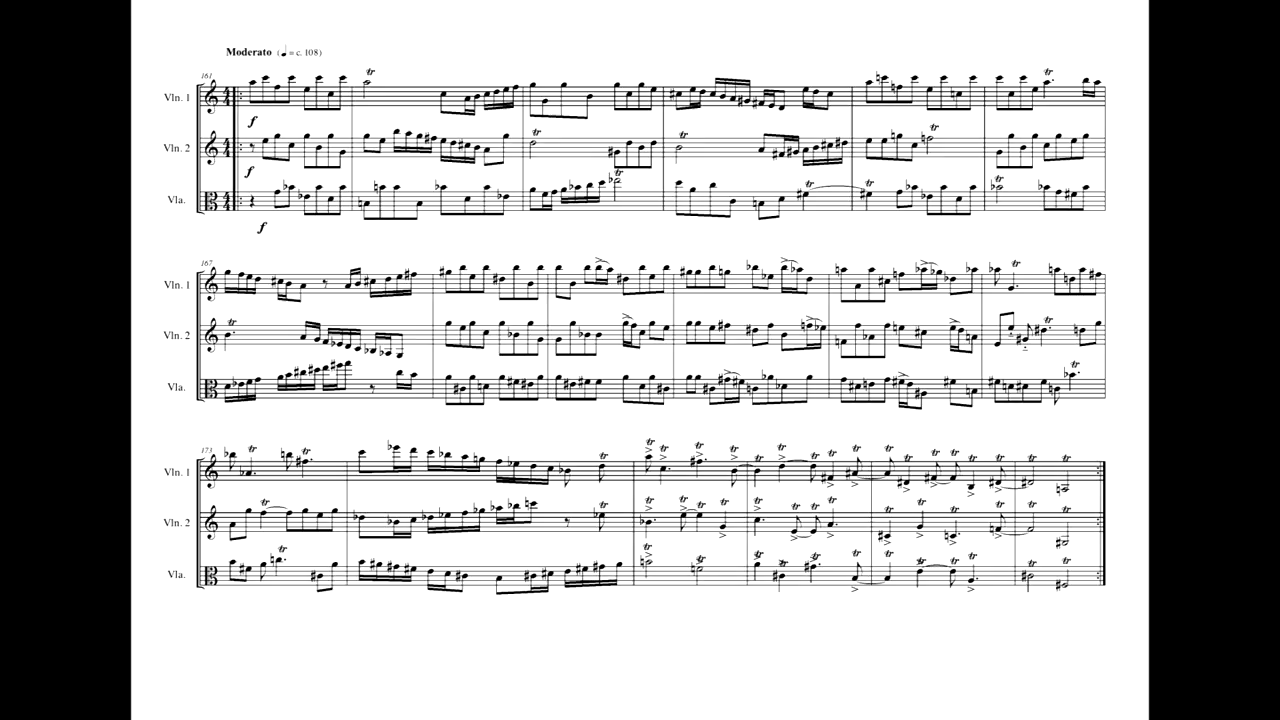 Moderato (♩ = c. 108)
161
Vln. 1
f
Vln. 2
f
Vla.
f
167
Vln. 1
Vln. 2
Vla.
173
Vln. 1
Vln. 2
Vla.